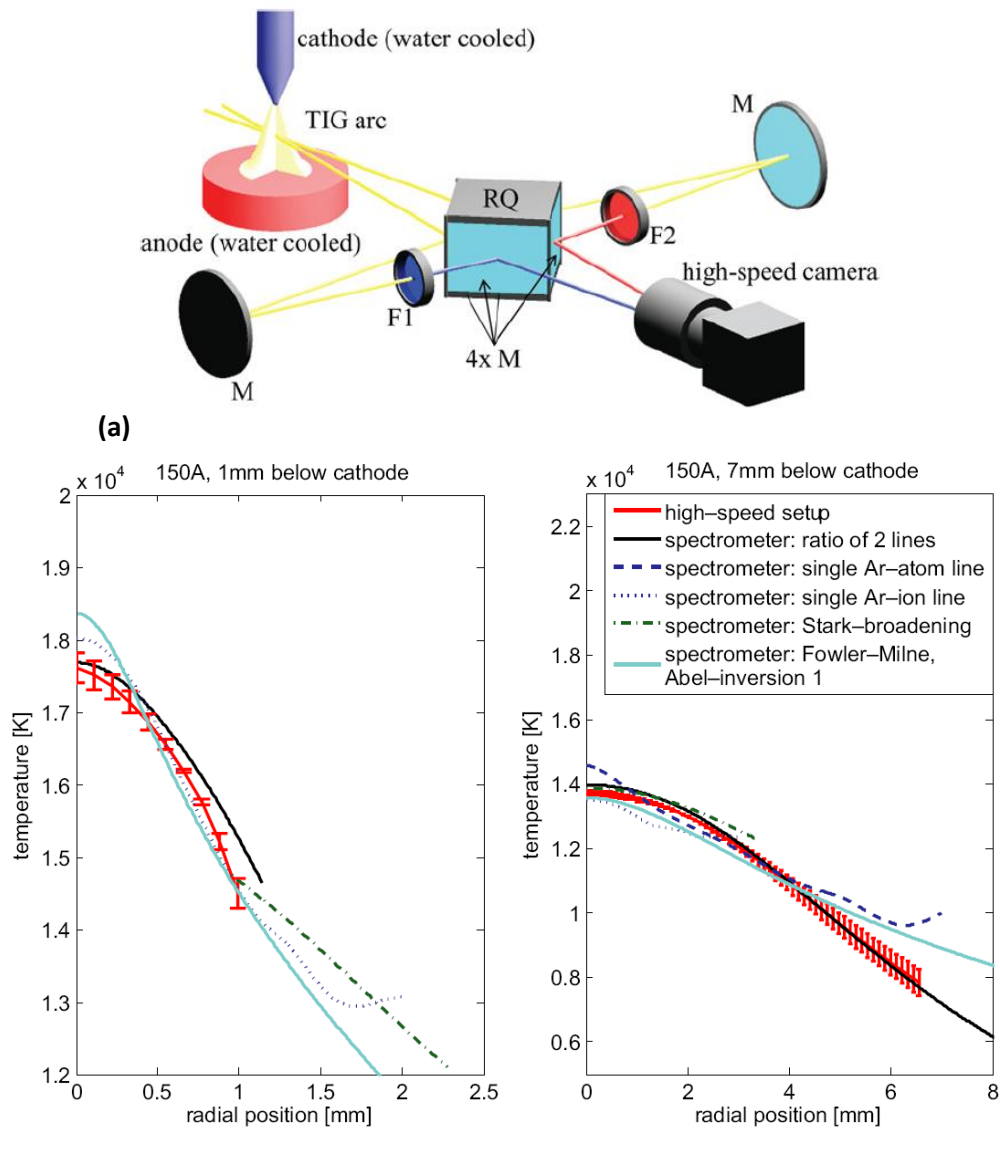 cathode (water cooled)
TIG arc
M
RQ
F2
anode (water cooled)
high-speed camera
F1
4x M
M
(a)
x 10⁴
150A, 1mm below cathode
2
1.9
1.8
1.7
1.6
1.5
1.4
1.3
1.2
temperature [K]
0
0.5
1
1.5
2
2.5
radial position [mm]
x 10⁴
150A, 7mm below cathode
high–speed setup
spectrometer: ratio of 2 lines
spectrometer: single Ar–atom line
spectrometer: single Ar–ion line
spectrometer: Stark–broadening
spectrometer: Fowler–Milne,
Abel–inversion 1
2.2
2
1.8
1.6
1.4
1.2
1
0.8
0.6
temperature [K]
0
2
4
6
8
radial position [mm]